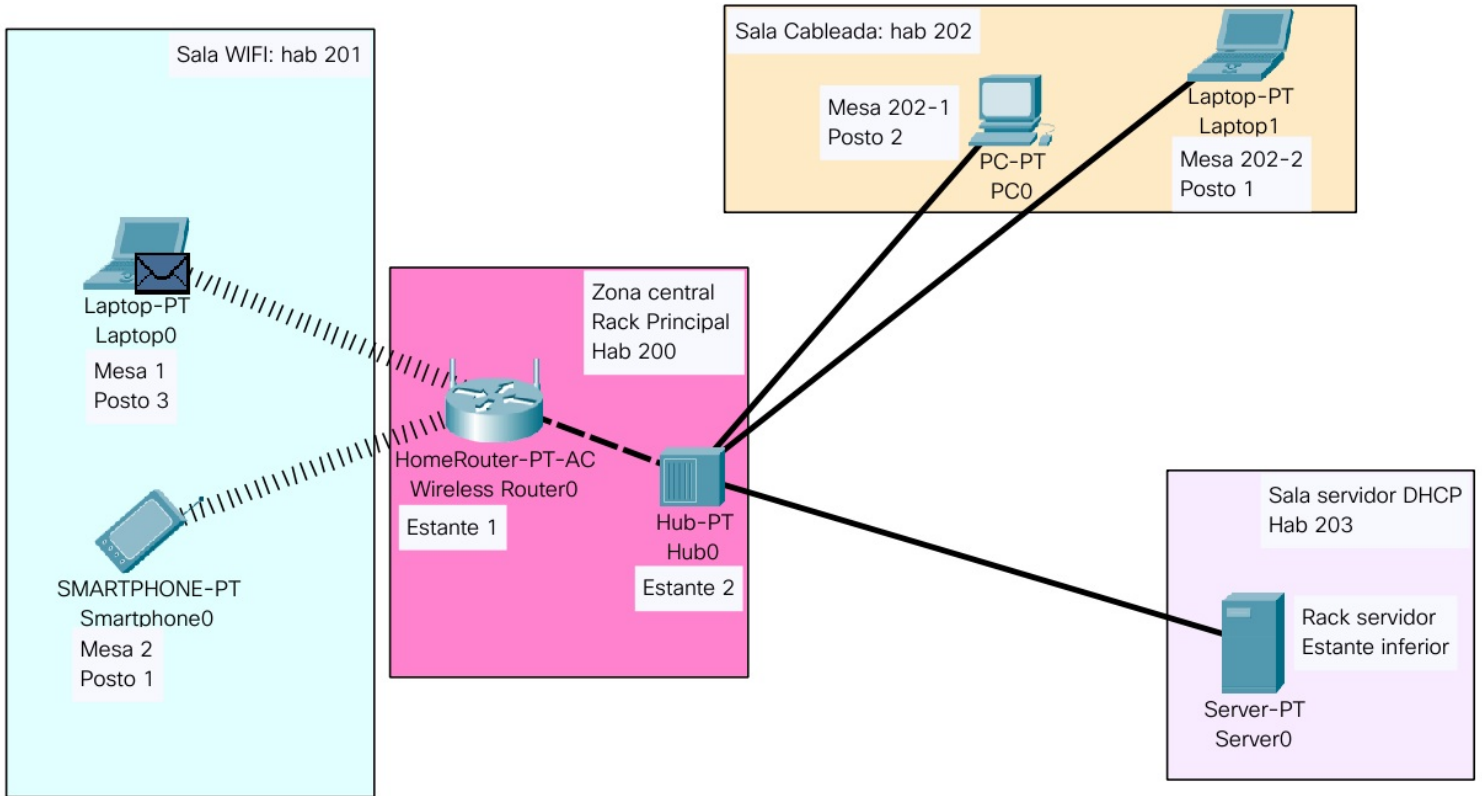 Sala WIFI: hab 201
Laptop-PT
Laptop0
Mesa 1
Posto 3
SMARTPHONE-PT
Smartphone0
Mesa 2
Posto 1
Zona central
Rack Principal
Hab 200
HomeRouter-PT-AC
Wireless Router0
Estante 1
Hub-PT
Hub0
Estante 2
Sala Cableada: hab 202
Mesa 202-1
Posto 2
PC-PT
PC0
Laptop-PT
Laptop1
Mesa 202-2
Posto 1
Sala servidor DHCP
Hab 203
Rack servidor
Estante inferior
Server-PT
Server0